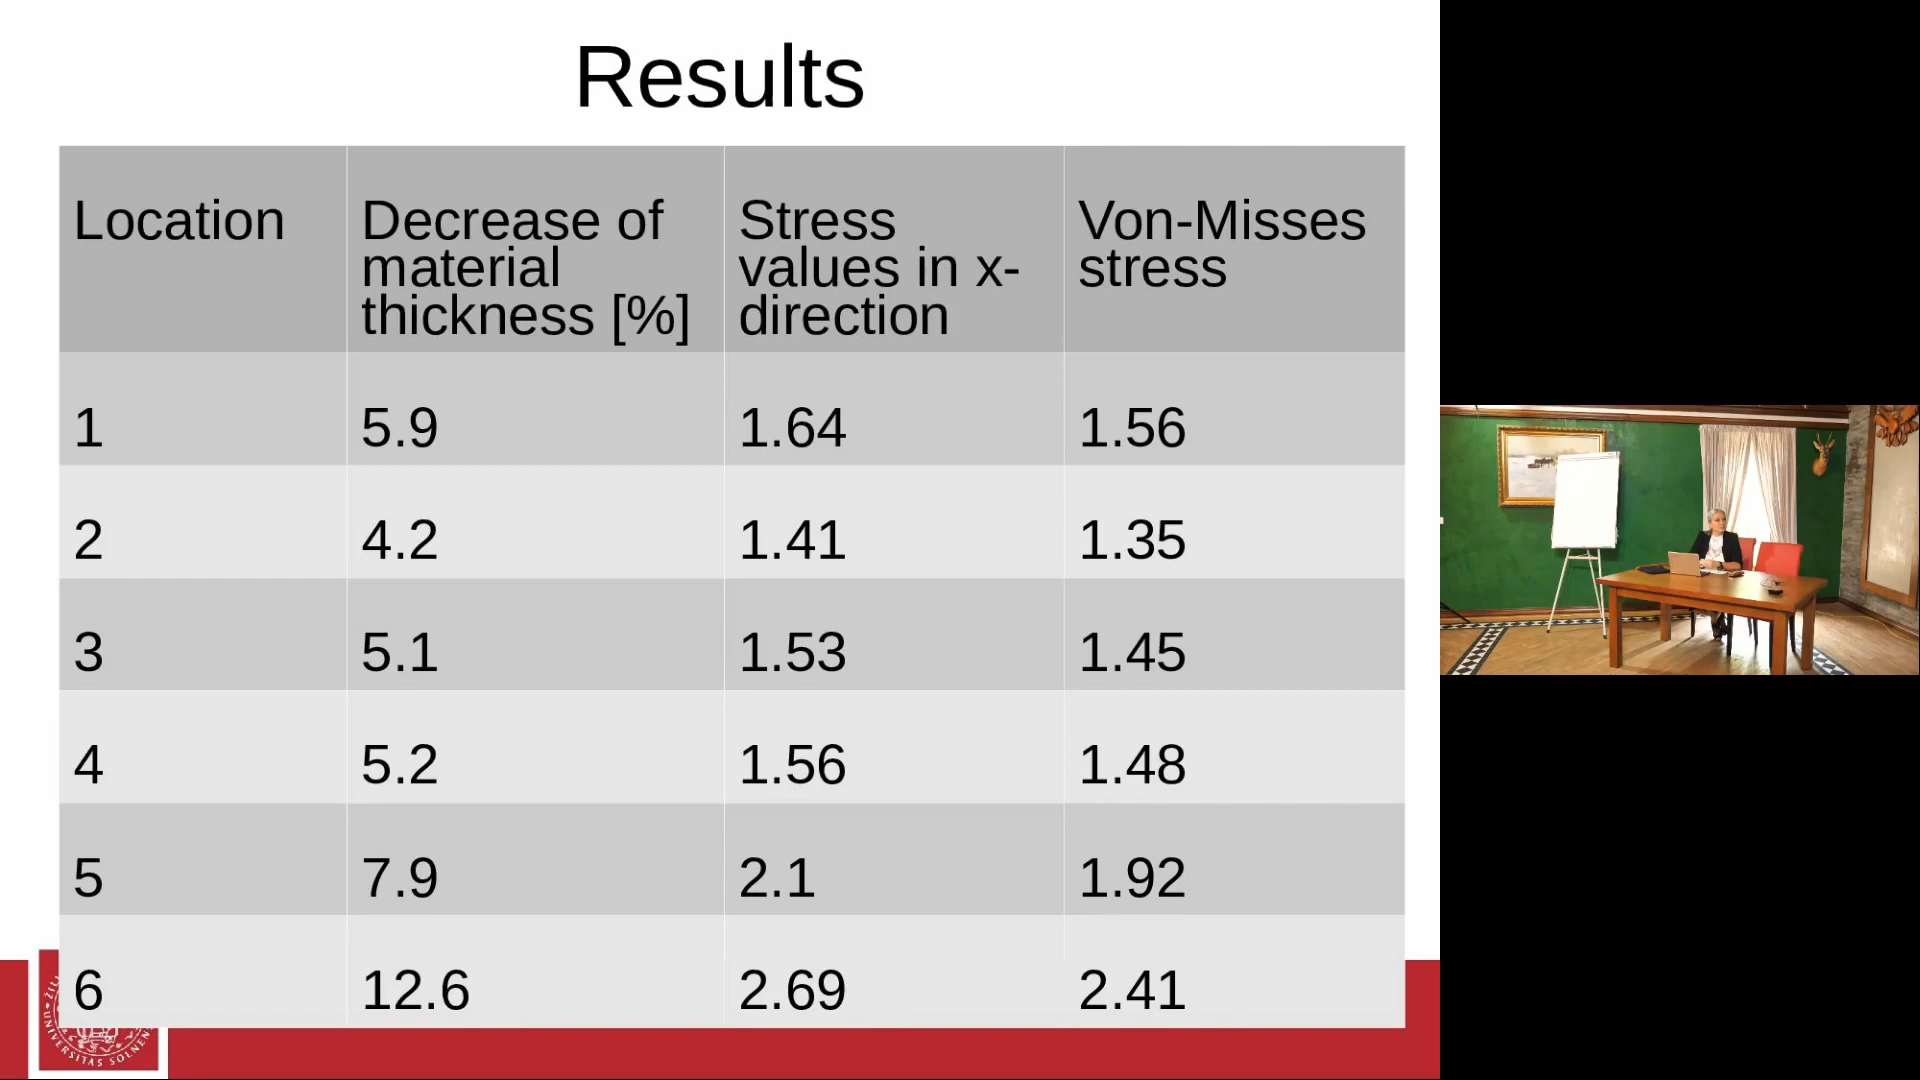 Results
Location
Decrease of
material
thickness [%]
Stress
values in x-
direction
Von-Misses
stress
1
5.9
1.64
1.56
2
4.2
1.41
1.35
3
5.1
1.53
1.45
4
5.2
1.56
1.48
5
7.9
2.1
1.92
6
12.6
2.69
2.41
UNIVERSITAS SOLNEN